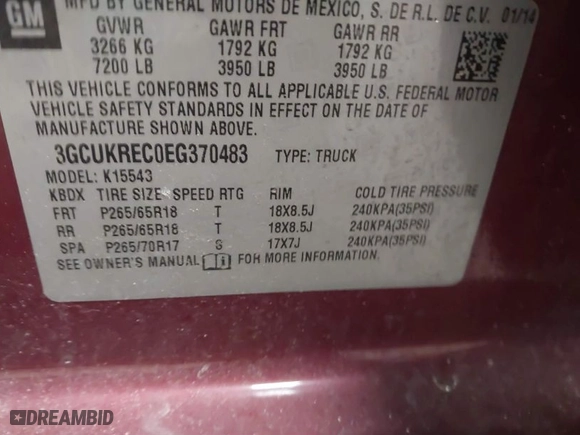 GM
MFD BY GENERAL MOTORS DE MEXICO, S. DE R.L. DE C.V. 01/14
GVWR GAWR FRT GAWR RR
3266 KG 1792 KG 1792 KG
7200 LB 3950 LB 3950 LB
THIS VEHICLE CONFORMS TO ALL APPLICABLE U.S. FEDERAL MOTOR
VEHICLE SAFETY STANDARDS IN EFFECT ON THE DATE OF
MANUFACTURE SHOWN ABOVE.
3GCUKREC0EG370483 TYPE: TRUCK
MODEL: K15543
KBDX TIRE SIZE SPEED RTG RIM COLD TIRE PRESSURE
FRT P265/65R18 T 18X8.5J 240KPA(35PSI)
RR P265/65R18 T 18X8.5J 240KPA(35PSI)
SPA P265/70R17 S 17X7J 240KPA(35PSI)
SEE OWNER'S MANUAL FOR MORE INFORMATION.
DREAMBID